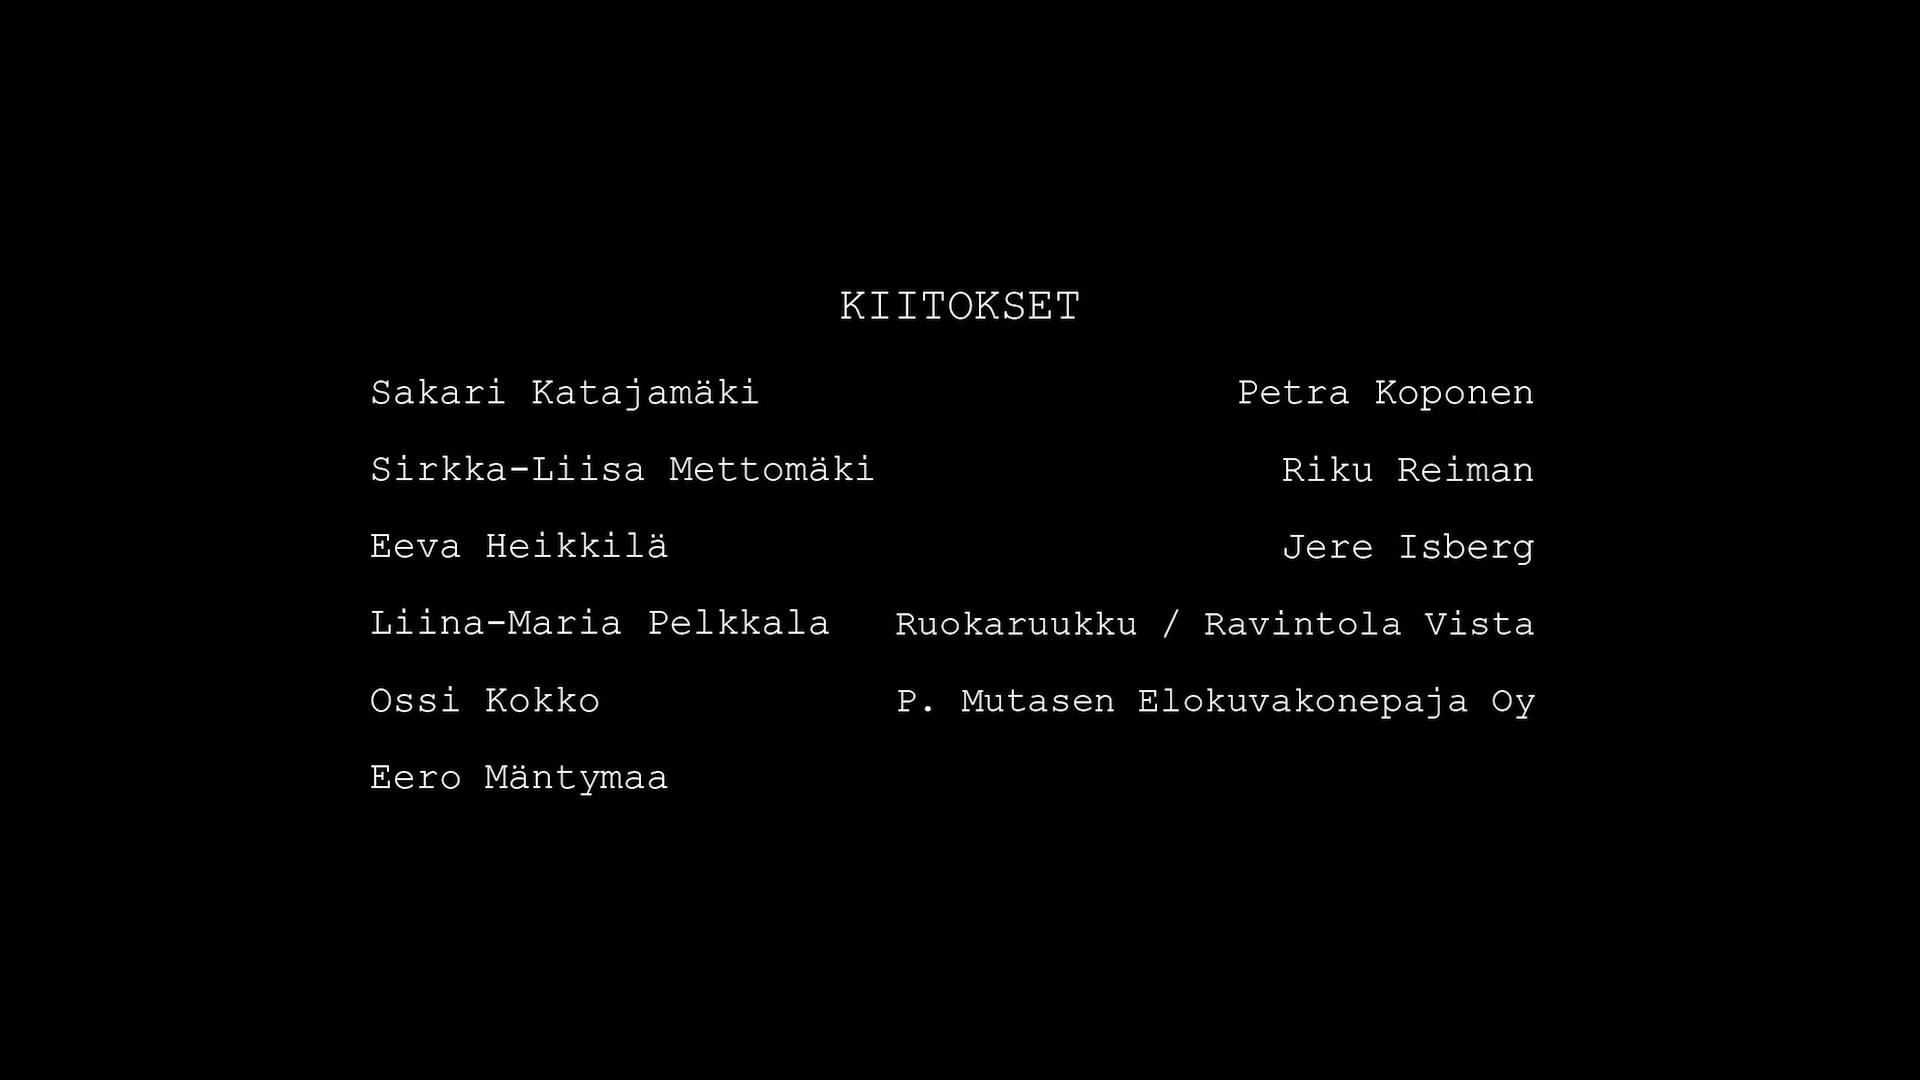 KIITOKSET
Sakari Katajamäki
Petra Koponen
Sirkka-Liisa Mettomäki
Riku Reiman
Eeva Heikkilä
Jere Isberg
Liina-Maria Pelkkala
Ruokaruukku / Ravintola Vista
Ossi Kokko
P. Mutasen Elokuvakonepaja Oy
Eero Mäntymaa